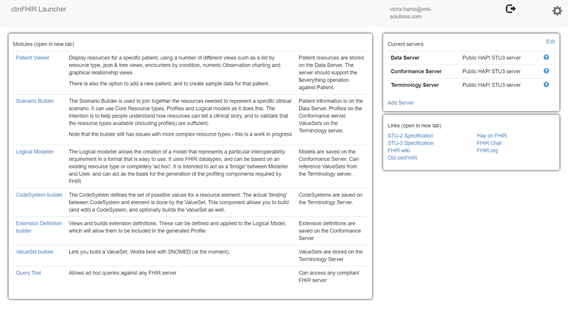 clinFHIR Launcher
victor.harris@xml-
solutions.com
Modules (open in new tab)
Patient Viewer
Display resources for a specific patient, using a number of different views such as a list by
resource type, json & tree views, encounters by condition, numeric Observation charting and
graphical relationship views.
There is also the option to add a new patient, and to create sample data for that patient.
Patient resources are stored
on the Data Server. The
server should support the
$everything operation
against Patient.
Scenario Builder
The Scenario Builder is used to join together the resources needed to represent a specific clinical
scenario. It can use Core Resource types, Profiles and Logical models as it does this. The
intention is to help people understand how resources can tell a clinical story, and to validate that
the resource types available (including profiles) are sufficient.
Note that the builder still has issues with more complex resource types - this is a work in progress
Patient information is on the
Data Server. Profiles on the
Conformance server.
ValueSets on the
Terminology server.
Logical Modeller
The Logical modeller allows the creation of a model that represents a particular interoperability
requirement in a format that is easy to use. It uses FHIR datatypes, and can be based on an
existing resource type or completely 'ad hoc'. It is intended to act as a 'bridge' between Modeller
and User, and can act as the basis for the generation of the profiling components required by
FHIR
Models are saved on the
Conformance Server. Can
reference ValueSets from
the Terminology server.
CodeSystem builder
The CodeSystem defines the set of possible values for a resource element. The actual 'binding'
between CodeSystem and element is done by the ValueSet. This component allows you to build
(and edit) a CodeSystem, and optionally builds the ValueSet as well.
CodeSystems are saved on
the Terminology Server.
Extension Definition
builder
Views and builds extension definitions. These can be defined and applied to the Logical Model,
which will allow them to be included in the generated Profile
Extension definitions are
saved on the Conformance
Server
ValueSet builder
Lets you build a ValueSet. Works best with SNOMED (at the moment).
ValueSets are stored on the
Terminology Server
Query Tool
Allows ad hoc queries against any FHIR server
Can access any compliant
FHIR server
Current servers
Edit
Data Server Public HAPI STU3 server
Conformance Server Public HAPI STU3 server
Terminology Server Public HAPI STU3 server
Add Server
Links (open in new tab)
STU-2 Specification Hay on FHIR
STU-3 Specification FHIR Chat
FHIR wiki FHIR.org
Old clinFHIR